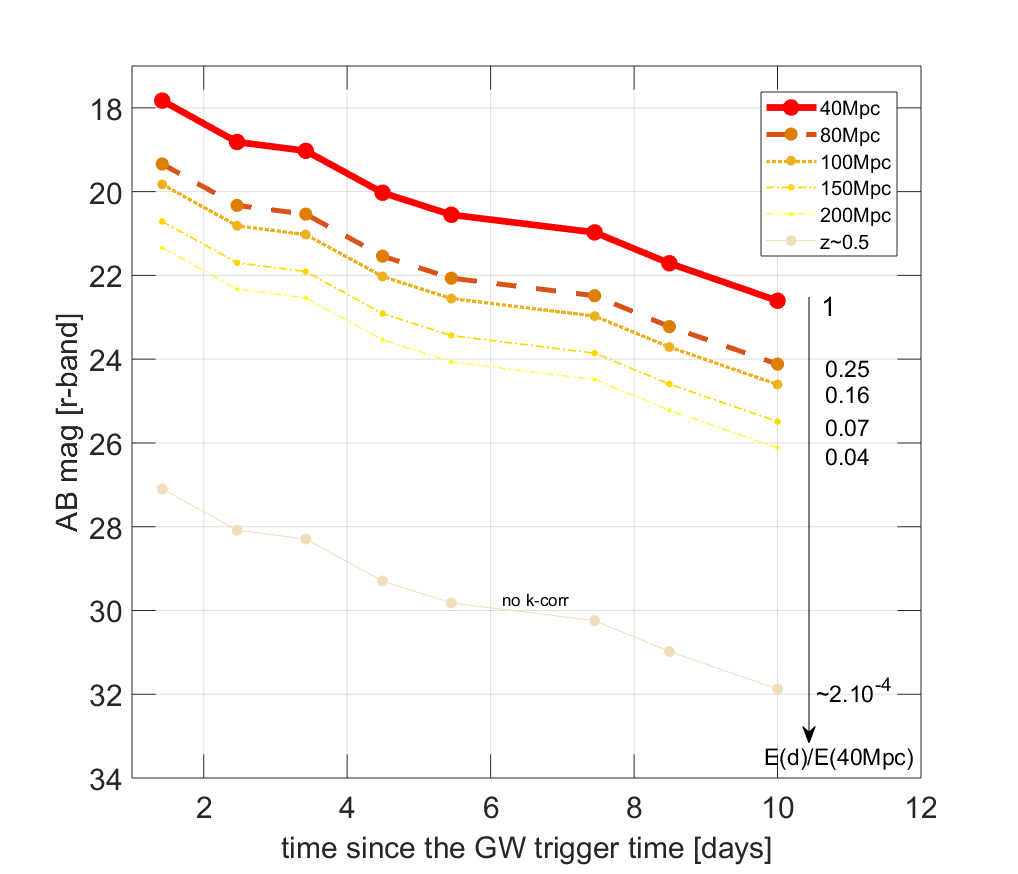 18
20
22
24
26
28
30
32
34
2 4 6 8 10 12
AB mag [r-band]
time since the GW trigger time [days]
40Mpc
80Mpc
100Mpc
150Mpc
200Mpc
z~0.5
1
0.25
0.16
0.07
0.04
no k-corr
~2.10^-4
E(d)/E(40Mpc)